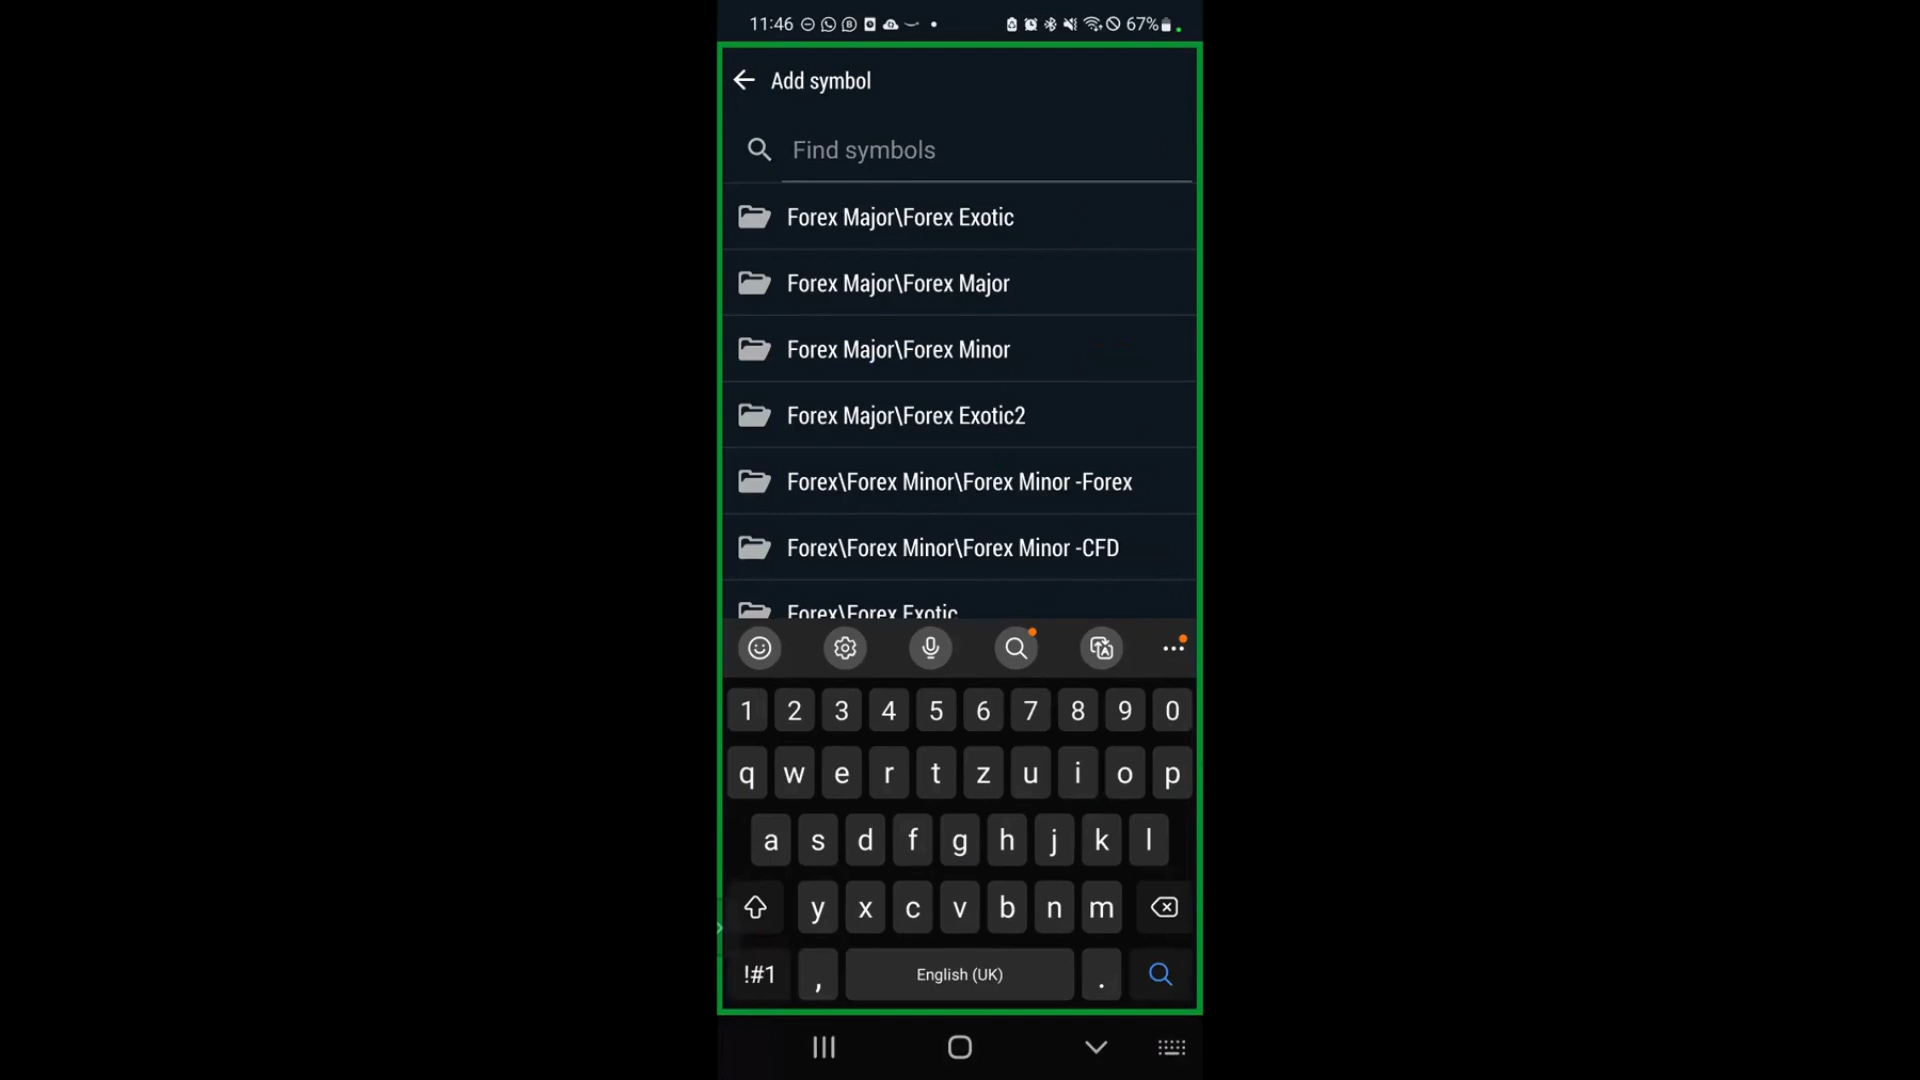 11:46 67%
Add symbol
Find symbols
Forex Major\Forex Exotic
Forex Major\Forex Major
Forex Major\Forex Minor
Forex Major\Forex Exotic2
Forex\Forex Minor\Forex Minor -Forex
Forex\Forex Minor\Forex Minor -CFD
Forex\Forex Exotic
1 2 3 4 5 6 7 8 9 0
q w e r t z u i o p
a s d f g h j k l
y x c v b n m
!#1 , English (UK) .